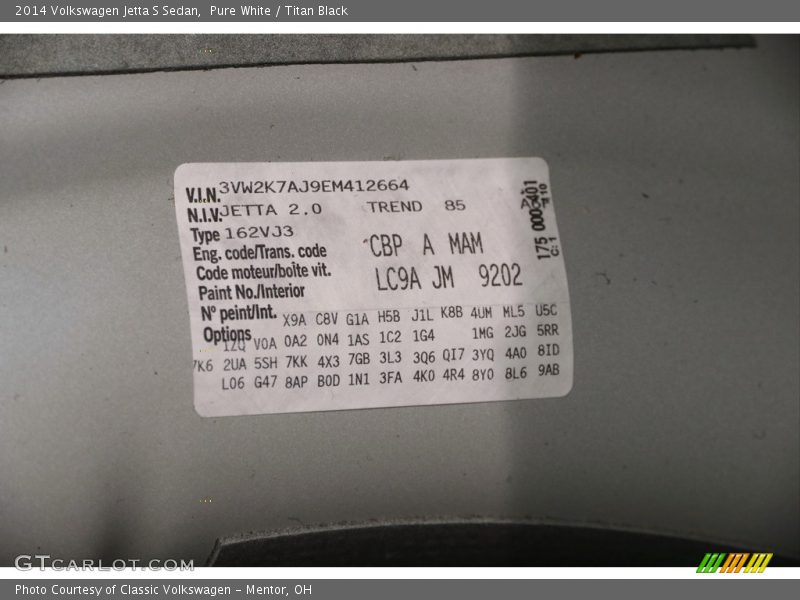 2014 Volkswagen Jetta S Sedan, Pure White / Titan Black
V.I.N. 3VW2K7AJ9EM412664
N.I.V. JETTA 2.0 TREND 85
Type 162VJ3
Eng. code/Trans. code CBP A MAM
Code moteur/boîte vit.
Paint No./Interior LC9A JM 9202
N° peint/Int.
Options X9A C8V G1A H5B J1L K8B 4UM ML5 U5C
1ZQ V0A 0A2 0N4 1AS 1C2 1G4 1MG 2JG 5RR
7K6 2UA 5SH 7KK 4X3 7GB 3L3 3Q6 QI7 3YQ 4A0 8ID
L06 G47 8AP B0D 1N1 3FA 4K0 4R4 8Y0 8L6 9AB
175 000
C: 1
GTCARLOT.COM
Photo Courtesy of Classic Volkswagen - Mentor, OH